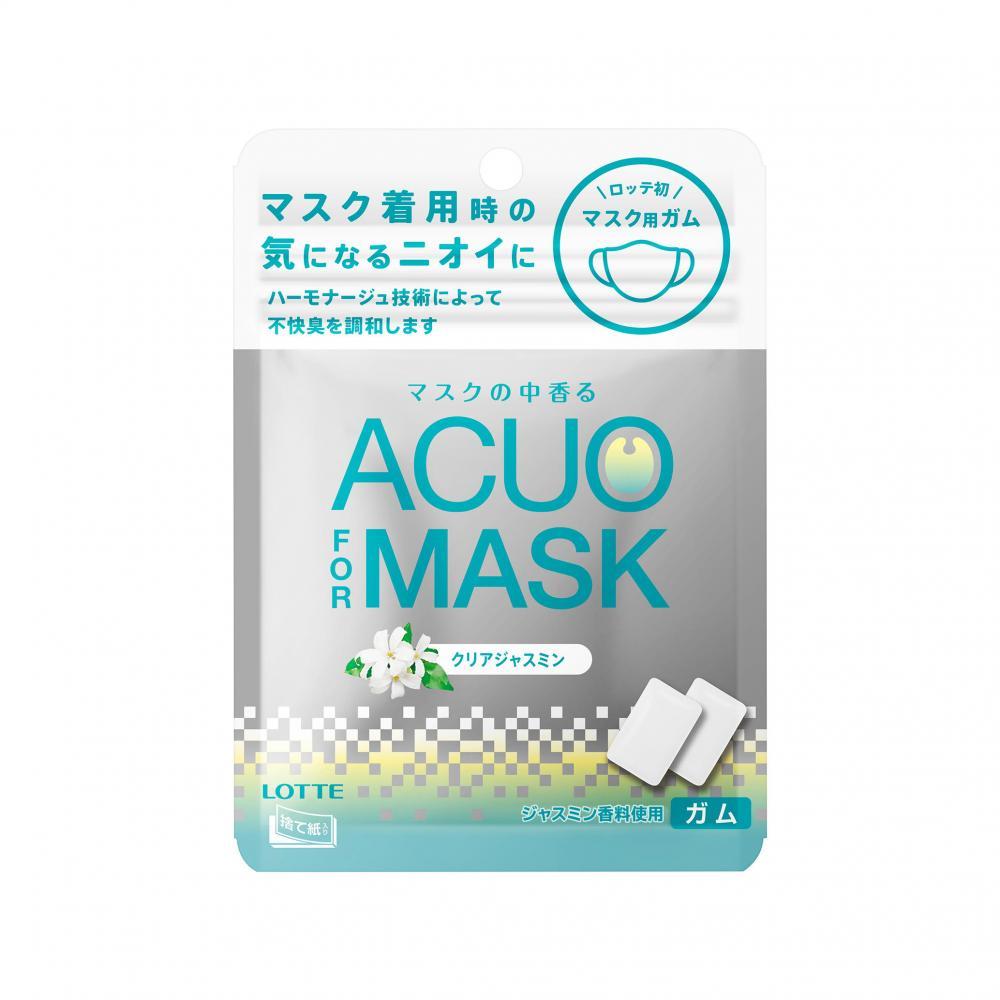 マスク着用時の
気になるニオイに
ハーモナージュ技術によって
不快臭を調和します
\ロッテ初/
マスク用ガム
マスクの中香る
ACUO
FOR
MASK
クリアジャスミン
LOTTE
捨て紙入り
ジャスミン香料使用
ガム